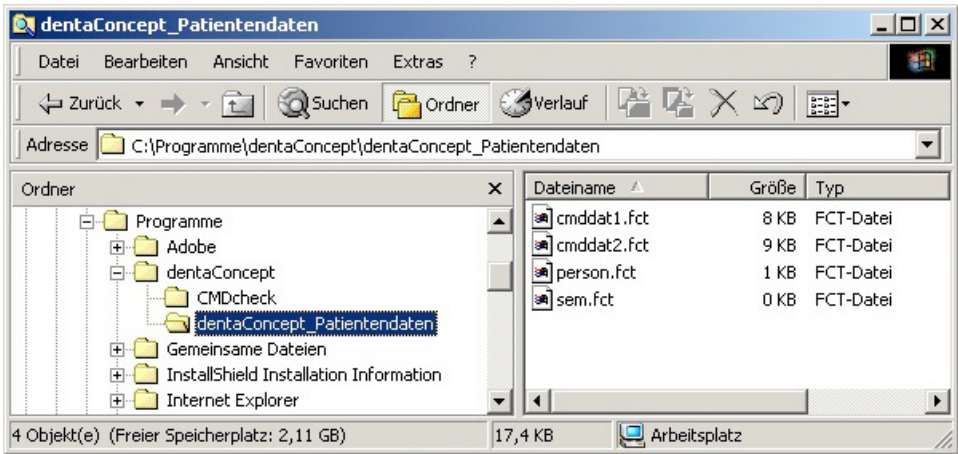 dentaConcept_Patientendaten
Datei Bearbeiten Ansicht Favoriten Extras ?
Zurück Suchen Ordner Verlauf
Adresse C:\Programme\dentaConcept\dentaConcept_Patientendaten
Ordner
Programme
Adobe
dentaConcept
CMDcheck
dentaConcept_Patientendaten
Gemeinsame Dateien
InstallShield Installation Information
Internet Explorer
Dateiname Größe Typ
cmddat1.fct 8 KB FCT-Datei
cmddat2.fct 9 KB FCT-Datei
person.fct 1 KB FCT-Datei
sem.fct 0 KB FCT-Datei
4 Objekt(e) (Freier Speicherplatz: 2,11 GB) 17,4 KB Arbeitsplatz